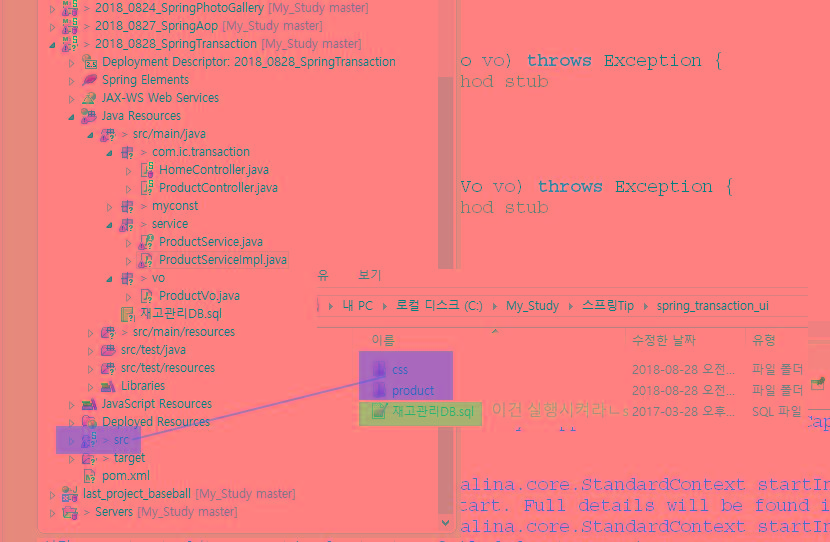 > 2018_0824_SpringPhotoGallery [My_Study master]
> 2018_0827_SpringAop [My_Study master]
> 2018_0828_SpringTransaction [My_Study master]
Deployment Descriptor: 2018_0828_SpringTransaction
Spring Elements
JAX-WS Web Services
Java Resources
> src/main/java
> com.ic.transaction
HomeController.java
ProductController.java
> myconst
> service
ProductService.java
ProductServiceImpl.java
> vo
ProductVo.java
재고관리DB.sql
> src/main/resources
src/test/java
> src/test/resources
Libraries
JavaScript Resources
Deployed Resources
> src
> target
pom.xml
last_project_baseball [My_Study master]
> Servers [My_Study master]
o vo) throws Exception {
hod stub
Vo vo) throws Exception {
hod stub
유 보기
> 내 PC > 로컬 디스크 (C:) > My_Study > 스프링Tip > spring_transaction_ui
이름 수정한 날짜 유형
css 2018-08-28 오전... 파일 폴더
product 2018-08-28 오전... 파일 폴더
재고관리DB.sql 이건 실행시켜라 2017-03-28 오후... SQL 파일
alina.core.StandardContext startIn
tart. Full details will be found i
alina.core.StandardContext startIn